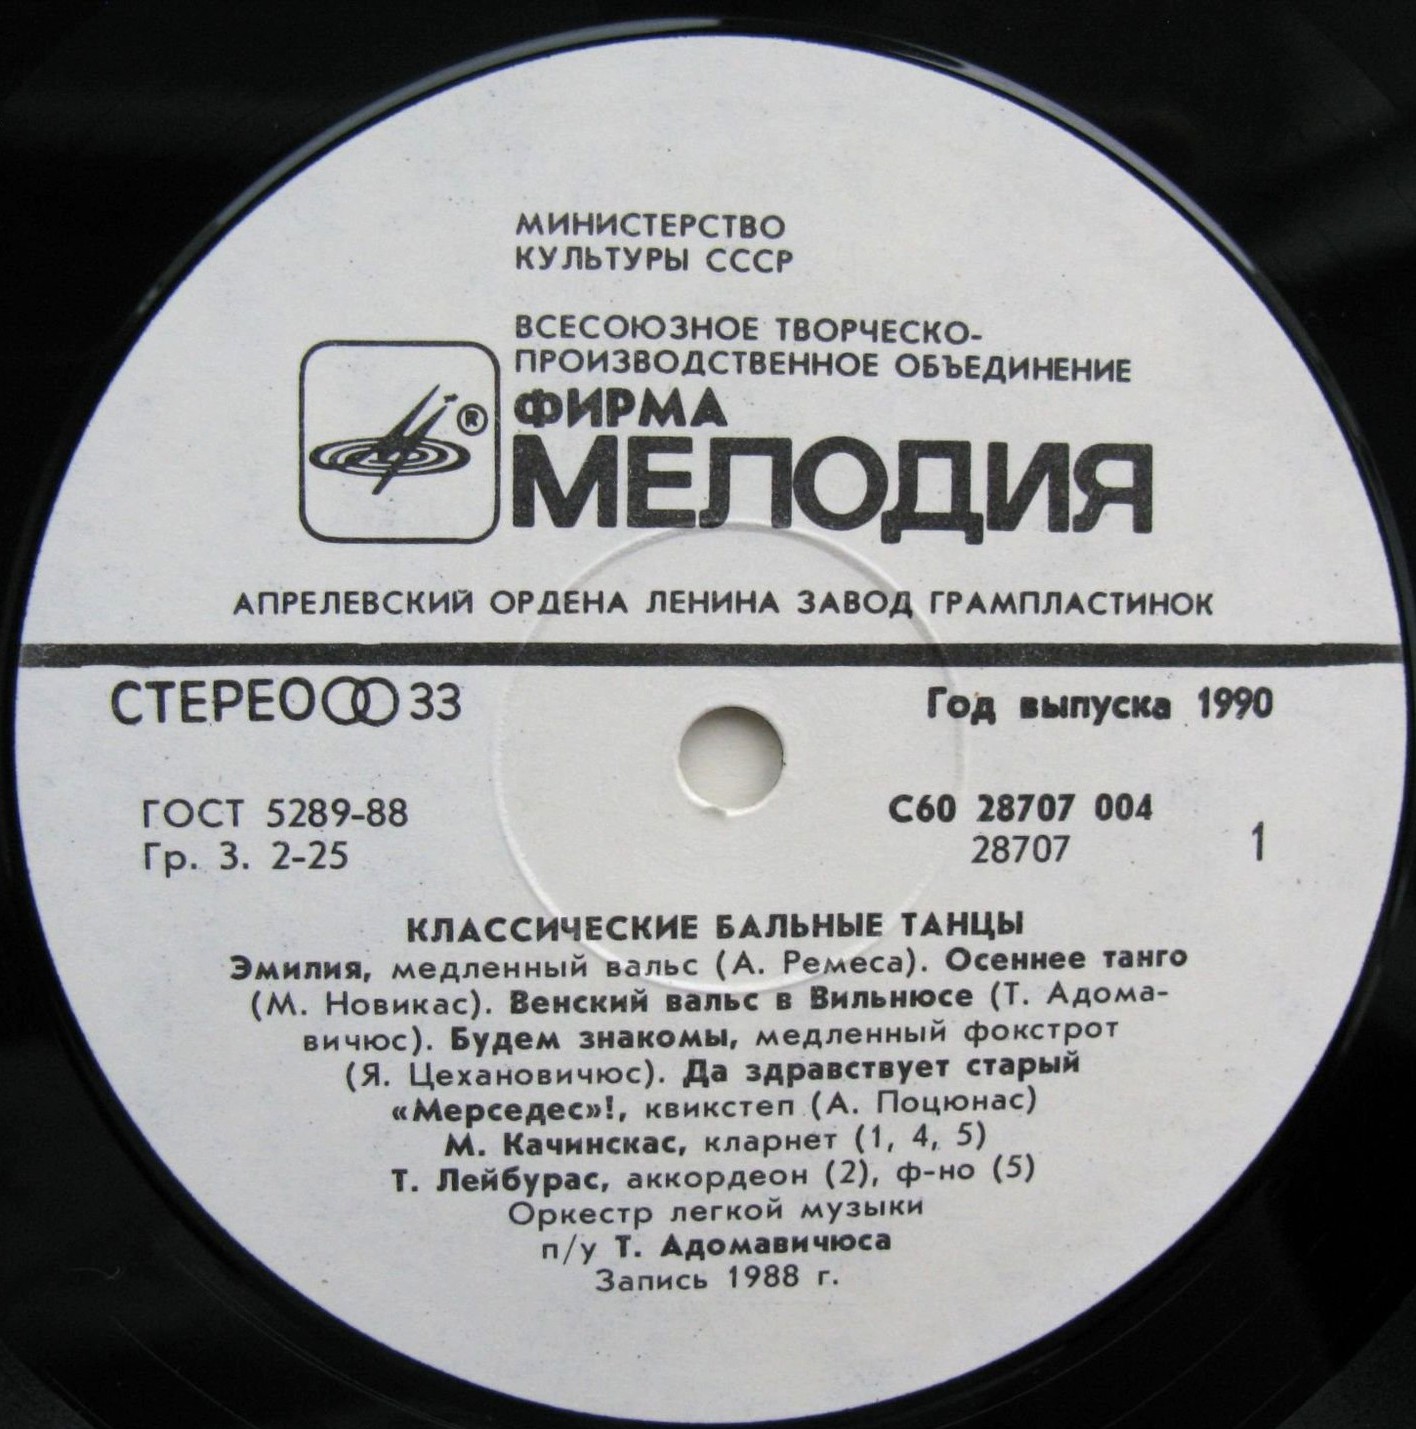 МИНИСТЕРСТВО
КУЛЬТУРЫ СССР
ВСЕСОЮЗНОЕ ТВОРЧЕСКО-
ПРОИЗВОДСТВЕННОЕ ОБЪЕДИНЕНИЕ
ФИРМА
®
МЕЛОДИЯ
АПРЕЛЕВСКИЙ ОРДЕНА ЛЕНИНА ЗАВОД ГРАМПЛАСТИНОК
СТЕРЕО 33
Год выпуска 1990
ГОСТ 5289-88
Гр. 3. 2-25
С60 28707 004
28707
1
КЛАССИЧЕСКИЕ БАЛЬНЫЕ ТАНЦЫ
Эмилия, медленный вальс (А. Ремеса). Осеннее танго
(М. Новикас). Венский вальс в Вильнюсе (Т. Адома-
вичюс). Будем знакомы, медленный фокстрот
(Я. Цехановичюс). Да здравствует старый
«Мерседес»!, квикстеп (А. Поцюнас)
М. Качинскас, кларнет (1, 4, 5)
Т. Лейбурас, аккордеон (2), ф-но (5)
Оркестр легкой музыки
п/у Т. Адомавичюса
Запись 1988 г.